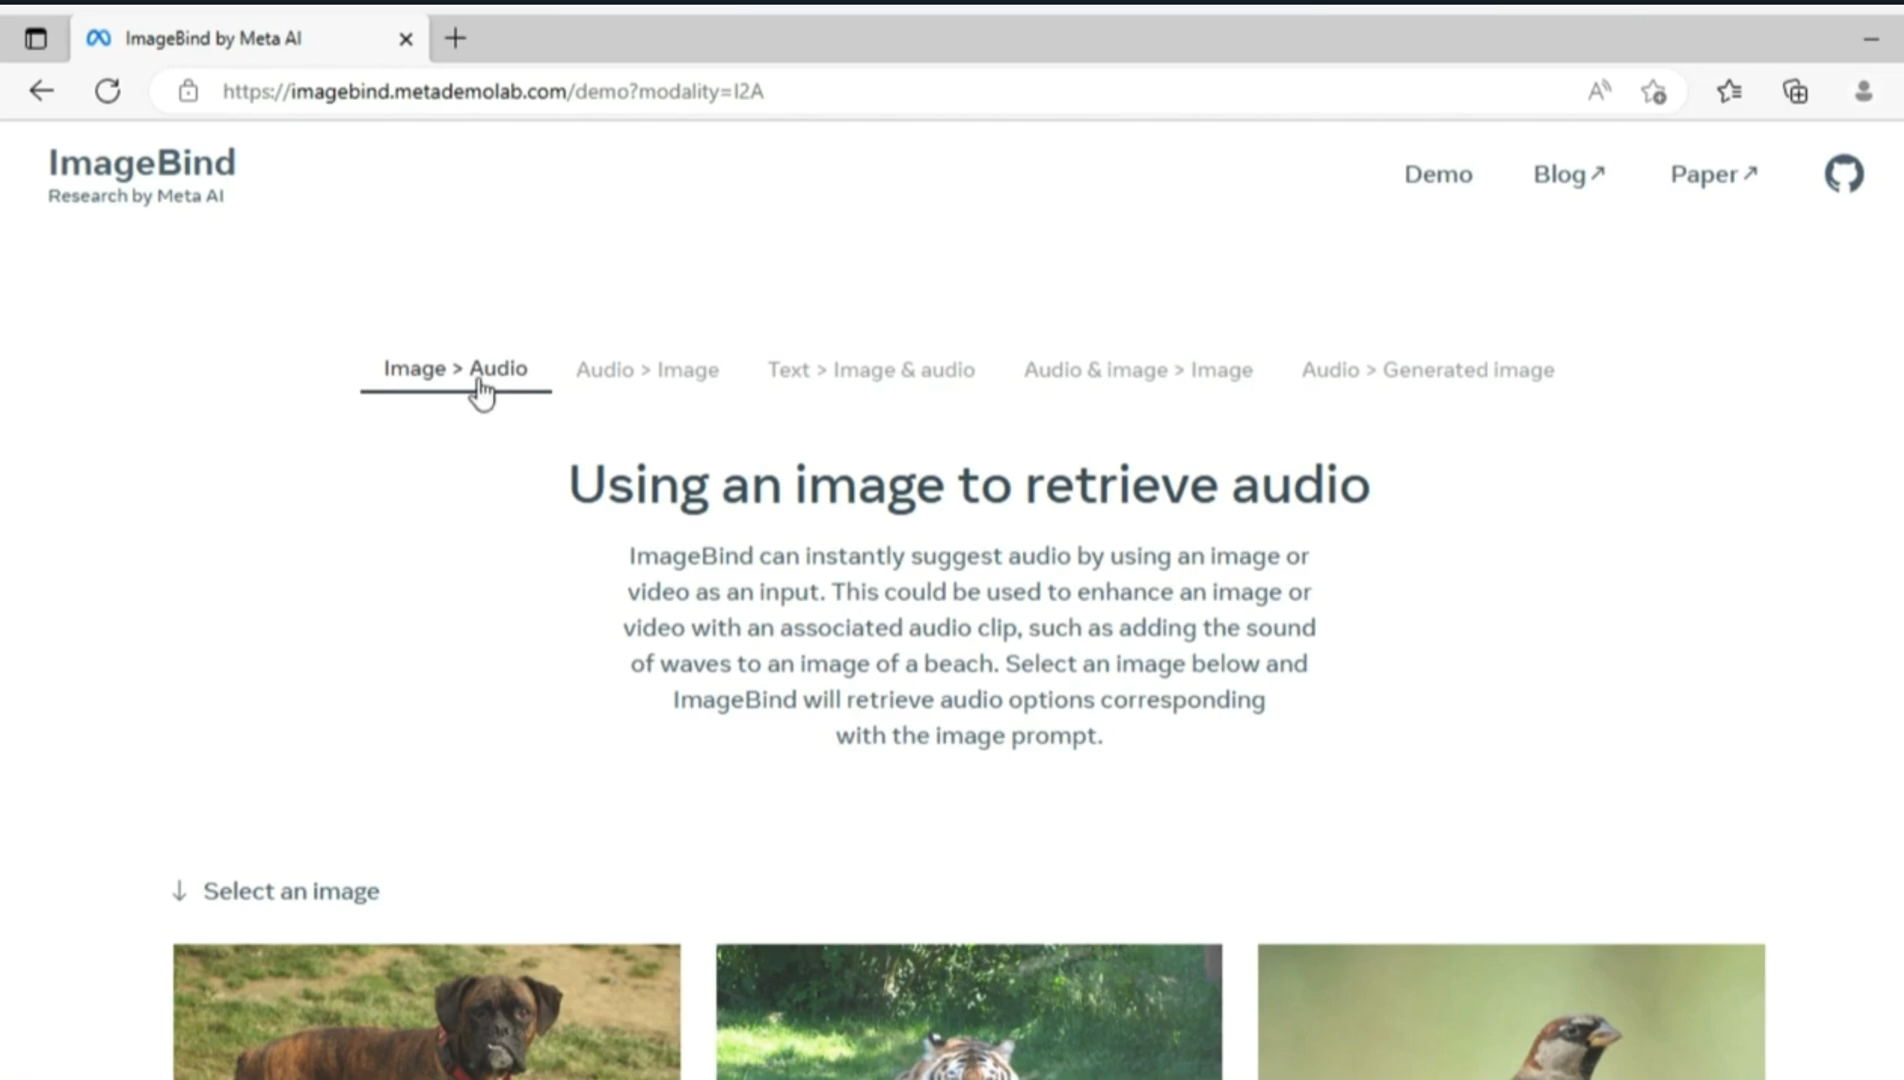 ImageBind by Meta AI
https://imagebind.metademolab.com/demo?modality=I2A
ImageBind
Research by Meta AI
Demo
Blog↗
Paper↗
Image > Audio
Audio > Image
Text > Image & audio
Audio & image > Image
Audio > Generated image
Using an image to retrieve audio
ImageBind can instantly suggest audio by using an image or
video as an input. This could be used to enhance an image or
video with an associated audio clip, such as adding the sound
of waves to an image of a beach. Select an image below and
ImageBind will retrieve audio options corresponding
with the image prompt.
↓ Select an image